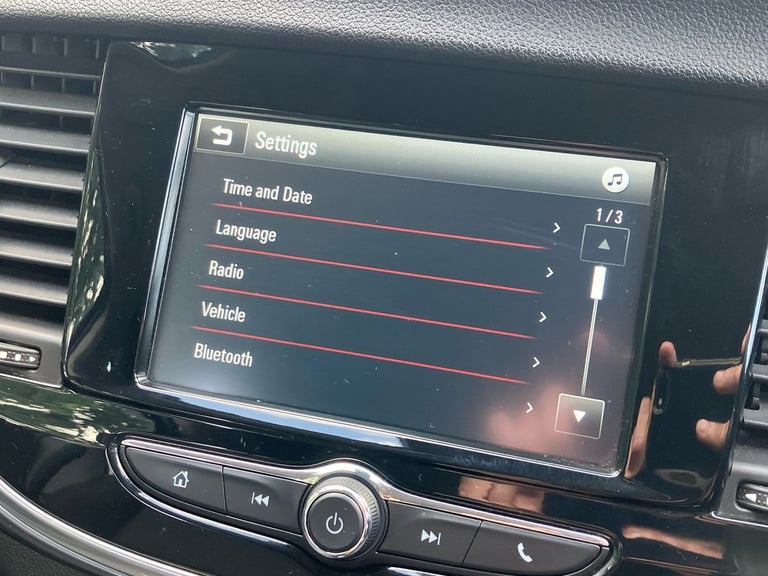 Settings
1/3
Time and Date
Language
Radio
Vehicle
Bluetooth